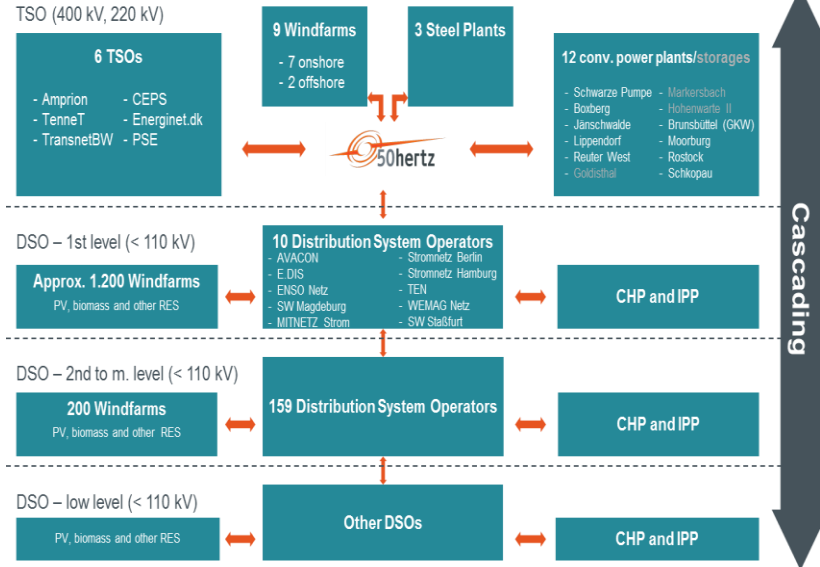 TSO (400 kV, 220 kV)
6 TSOs
- Amprion
- TenneT
- TransnetBW
- CEPS
- Energinet.dk
- PSE
9 Windfarms
- 7 onshore
- 2 offshore
3 Steel Plants
12 conv. power plants/storages
- Schwarze Pumpe
- Boxberg
- Jänschwalde
- Lippendorf
- Reuter West
- Goldisthal
- Markersbach
- Hohenwarte II
- Brunsbüttel (GKW)
- Moorburg
- Rostock
- Schkopau
50hertz
Cascading
DSO – 1st level (< 110 kV)
Approx. 1.200 Windfarms
PV, biomass and other RES
10 Distribution System Operators
- AVACON
- E.DIS
- ENSO Netz
- SW Magdeburg
- MITNETZ Strom
- Stromnetz Berlin
- Stromnetz Hamburg
- TEN
- WEMAG Netz
- SW Staßfurt
CHP and IPP
DSO – 2nd to m. level (< 110 kV)
200 Windfarms
PV, biomass and other RES
159 Distribution System Operators
CHP and IPP
DSO – low level (< 110 kV)
PV, biomass and other RES
Other DSOs
CHP and IPP